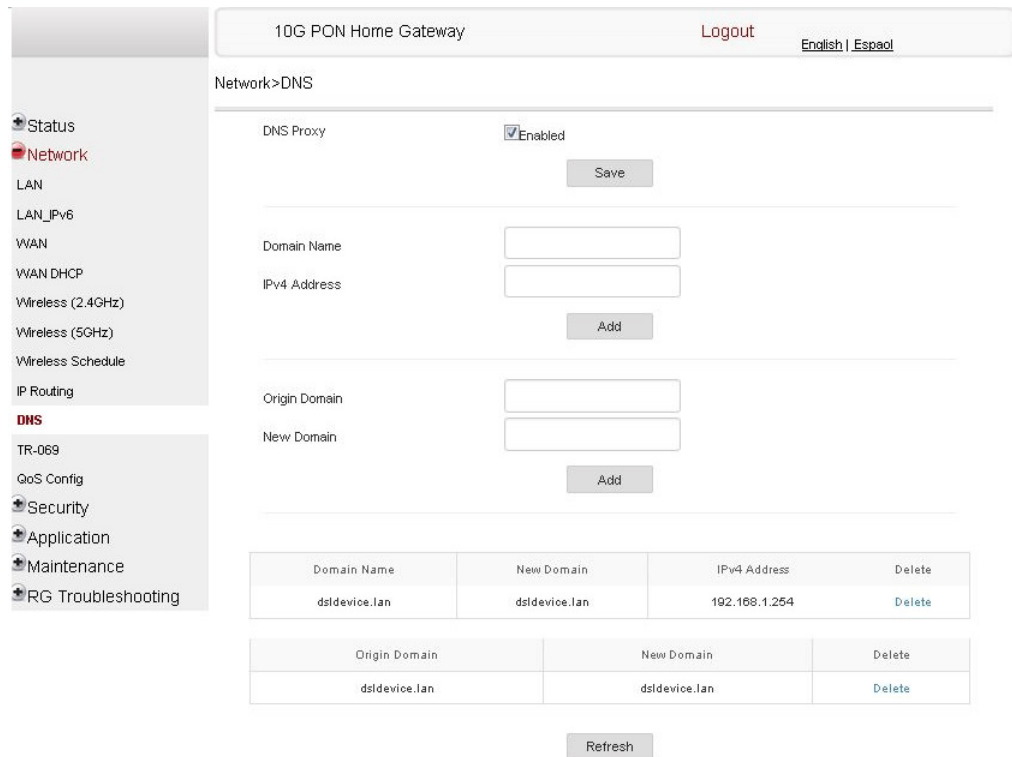 10G PON Home Gateway
Logout
English | Espaol
Network>DNS
Status
Network
LAN
LAN_IPv6
WAN
WAN DHCP
Wireless (2.4GHz)
Wireless (5GHz)
Wireless Schedule
IP Routing
DNS
TR-069
QoS Config
Security
Application
Maintenance
RG Troubleshooting
DNS Proxy Enabled
Save
Domain Name
IPv4 Address
Add
Origin Domain
New Domain
Add
Domain Name New Domain IPv4 Address Delete
dsldevice.lan dsldevice.lan 192.168.1.254 Delete
Origin Domain New Domain Delete
dsldevice.lan dsldevice.lan Delete
Refresh